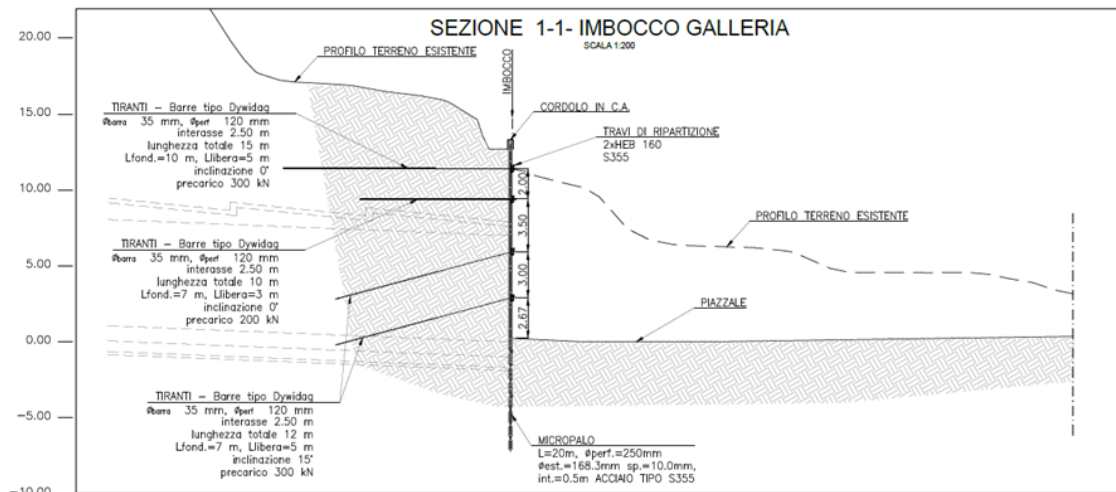 SEZIONE 1-1- IMBOCCO GALLERIA
SCALA 1:200
20.00
15.00
10.00
5.00
0.00
-5.00
-10.00
PROFILO TERRENO ESISTENTE
IMBOCCO
CORDOLO IN C.A.
TRAVI DI RIPARTIZIONE
2xHEB 160
S355
TIRANTI – Barre tipo Dywidag
Øbarra 35 mm, Øperf 120 mm
interasse 2.50 m
lunghezza totale 15 m
Lfond.=10 m, Llibera=5 m
inclinazione 0°
precarico 300 kN
TIRANTI – Barre tipo Dywidag
Øbarra 35 mm, Øperf 120 mm
interasse 2.50 m
lunghezza totale 10 m
Lfond.=7 m, Llibera=3 m
inclinazione 0°
precarico 200 kN
TIRANTI – Barre tipo Dywidag
Øbarra 35 mm, Øperf 120 mm
interasse 2.50 m
lunghezza totale 12 m
Lfond.=7 m, Llibera=5 m
inclinazione 15°
precarico 300 kN
2.00
3.50
3.00
2.67
PROFILO TERRENO ESISTENTE
PIAZZALE
MICROPALO
L=20m, Øperf.=250mm
Øest.=168.3mm sp.=10.0mm,
int.=0.5m ACCIAIO TIPO S355